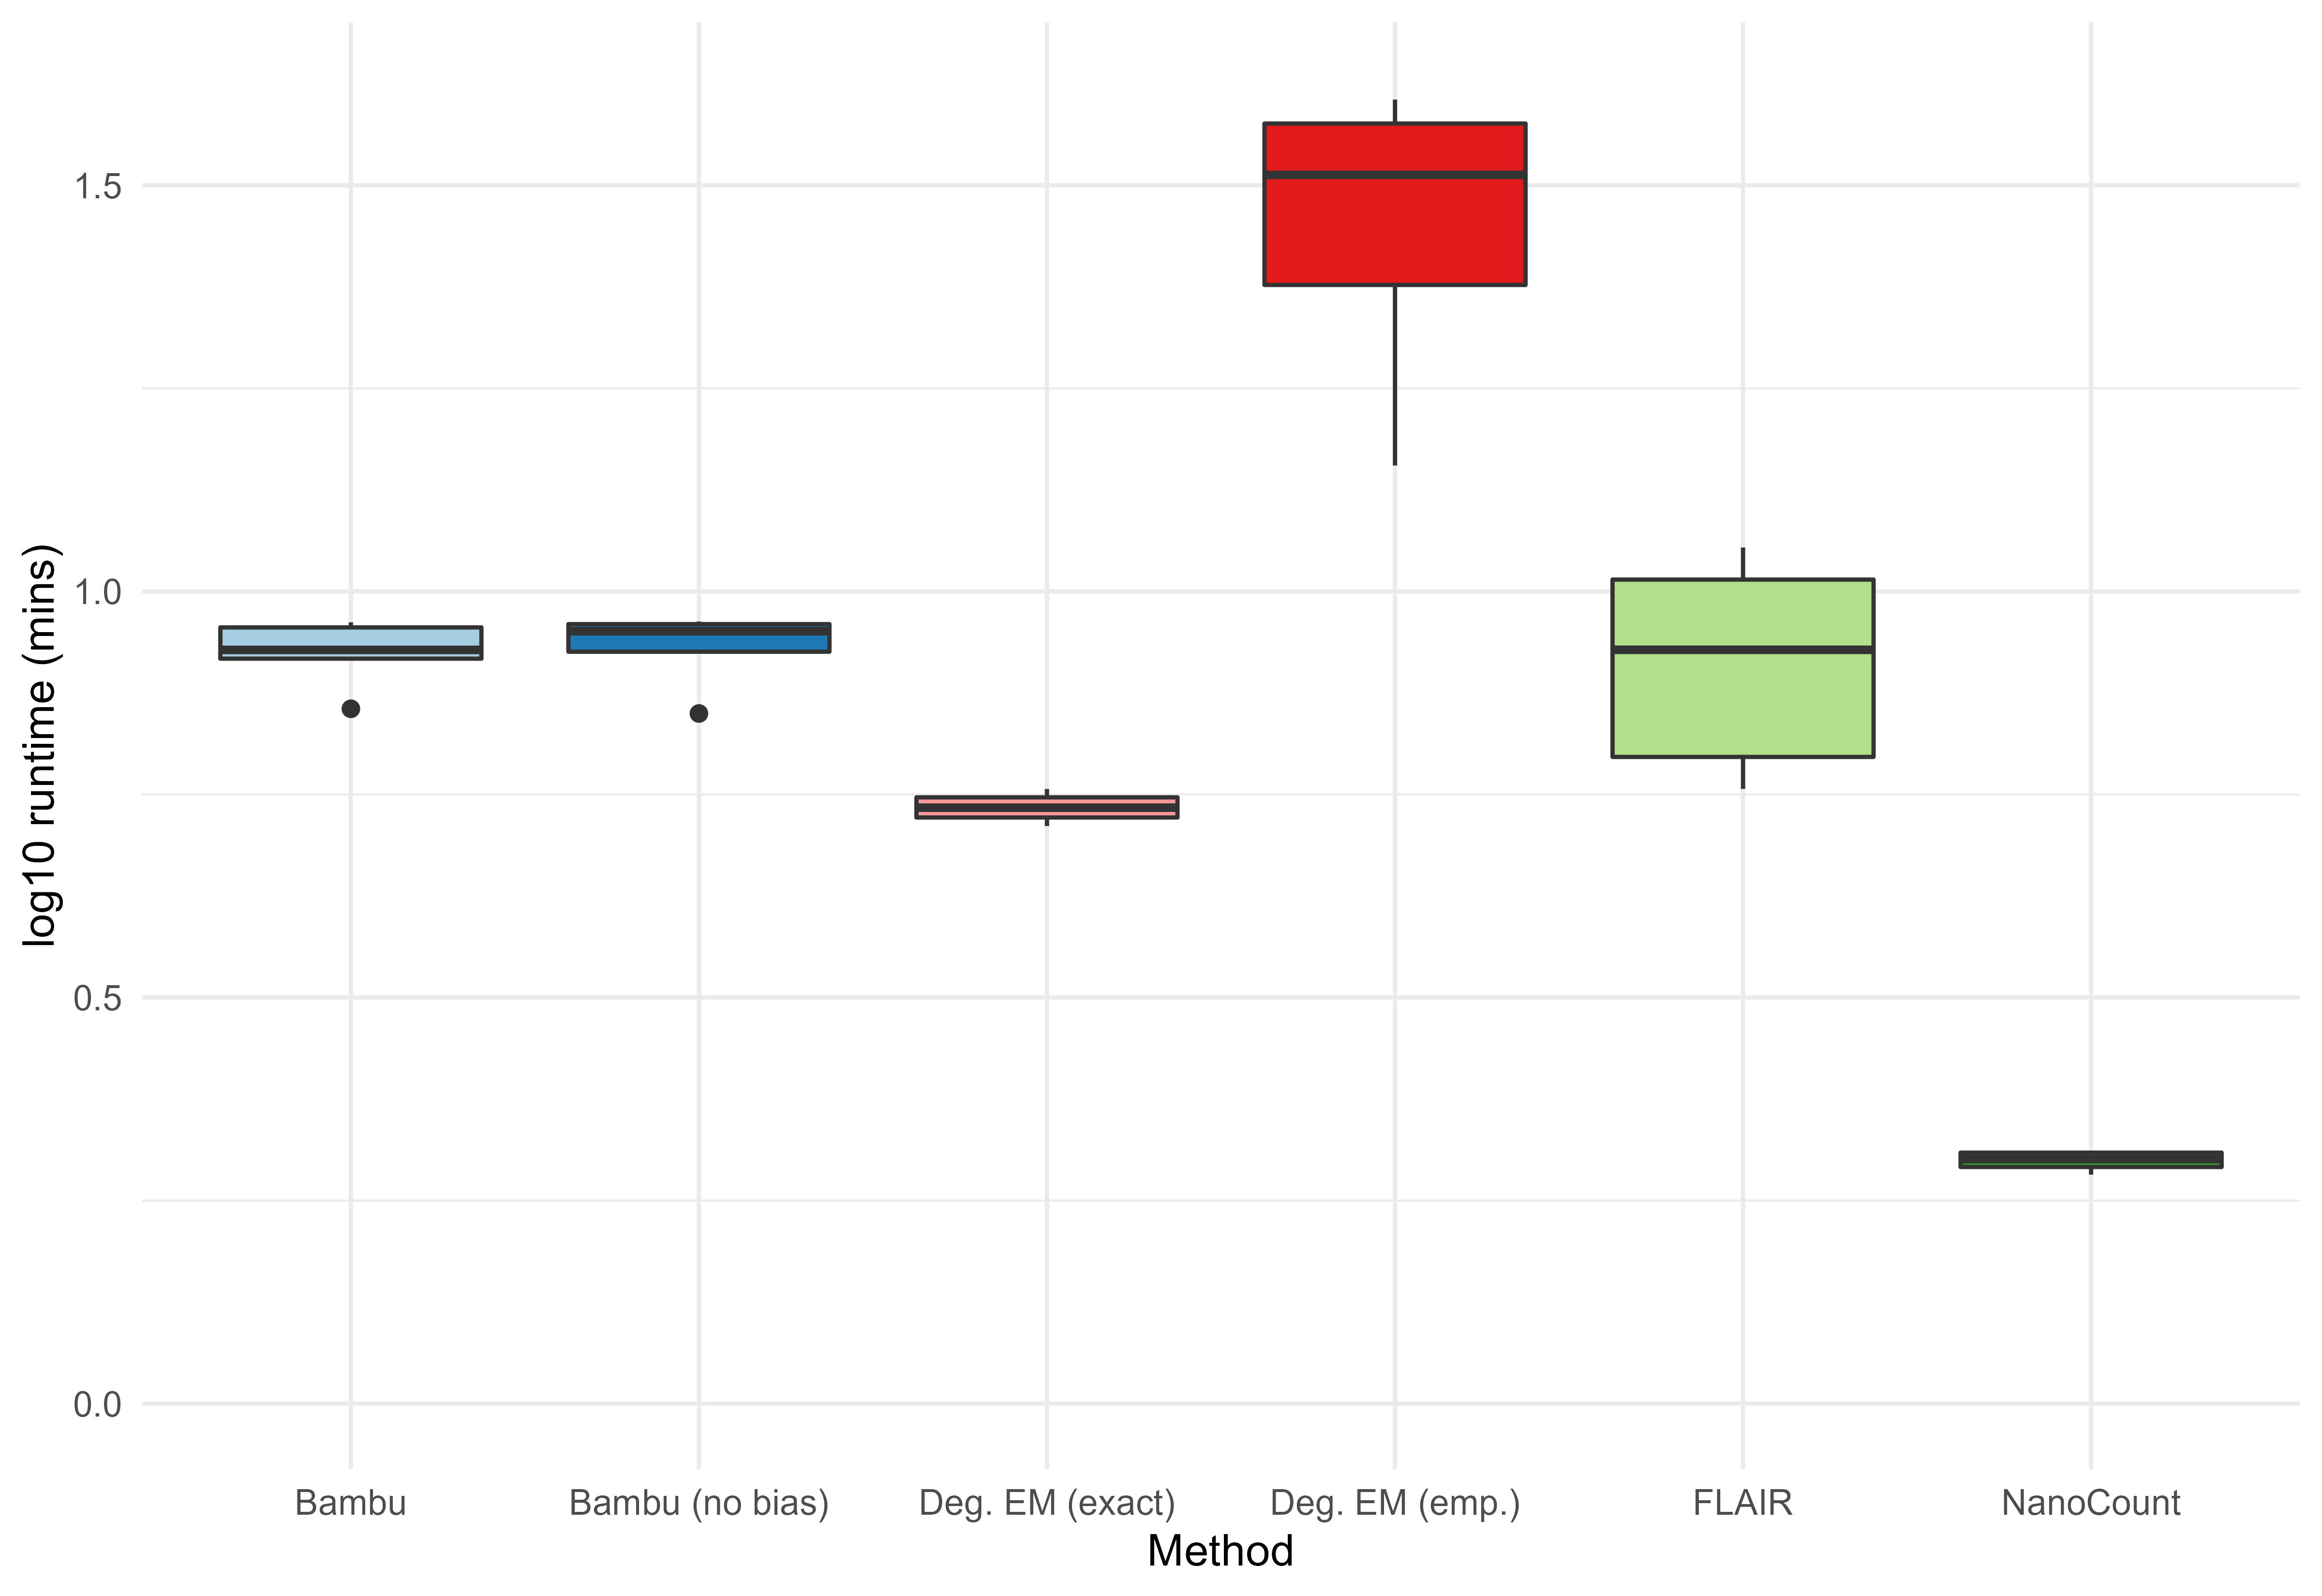 log10 runtime (mins)
1.5
1.0
0.5
0.0
Bambu
Bambu (no bias)
Deg. EM (exact)
Deg. EM (emp.)
FLAIR
NanoCount
Method